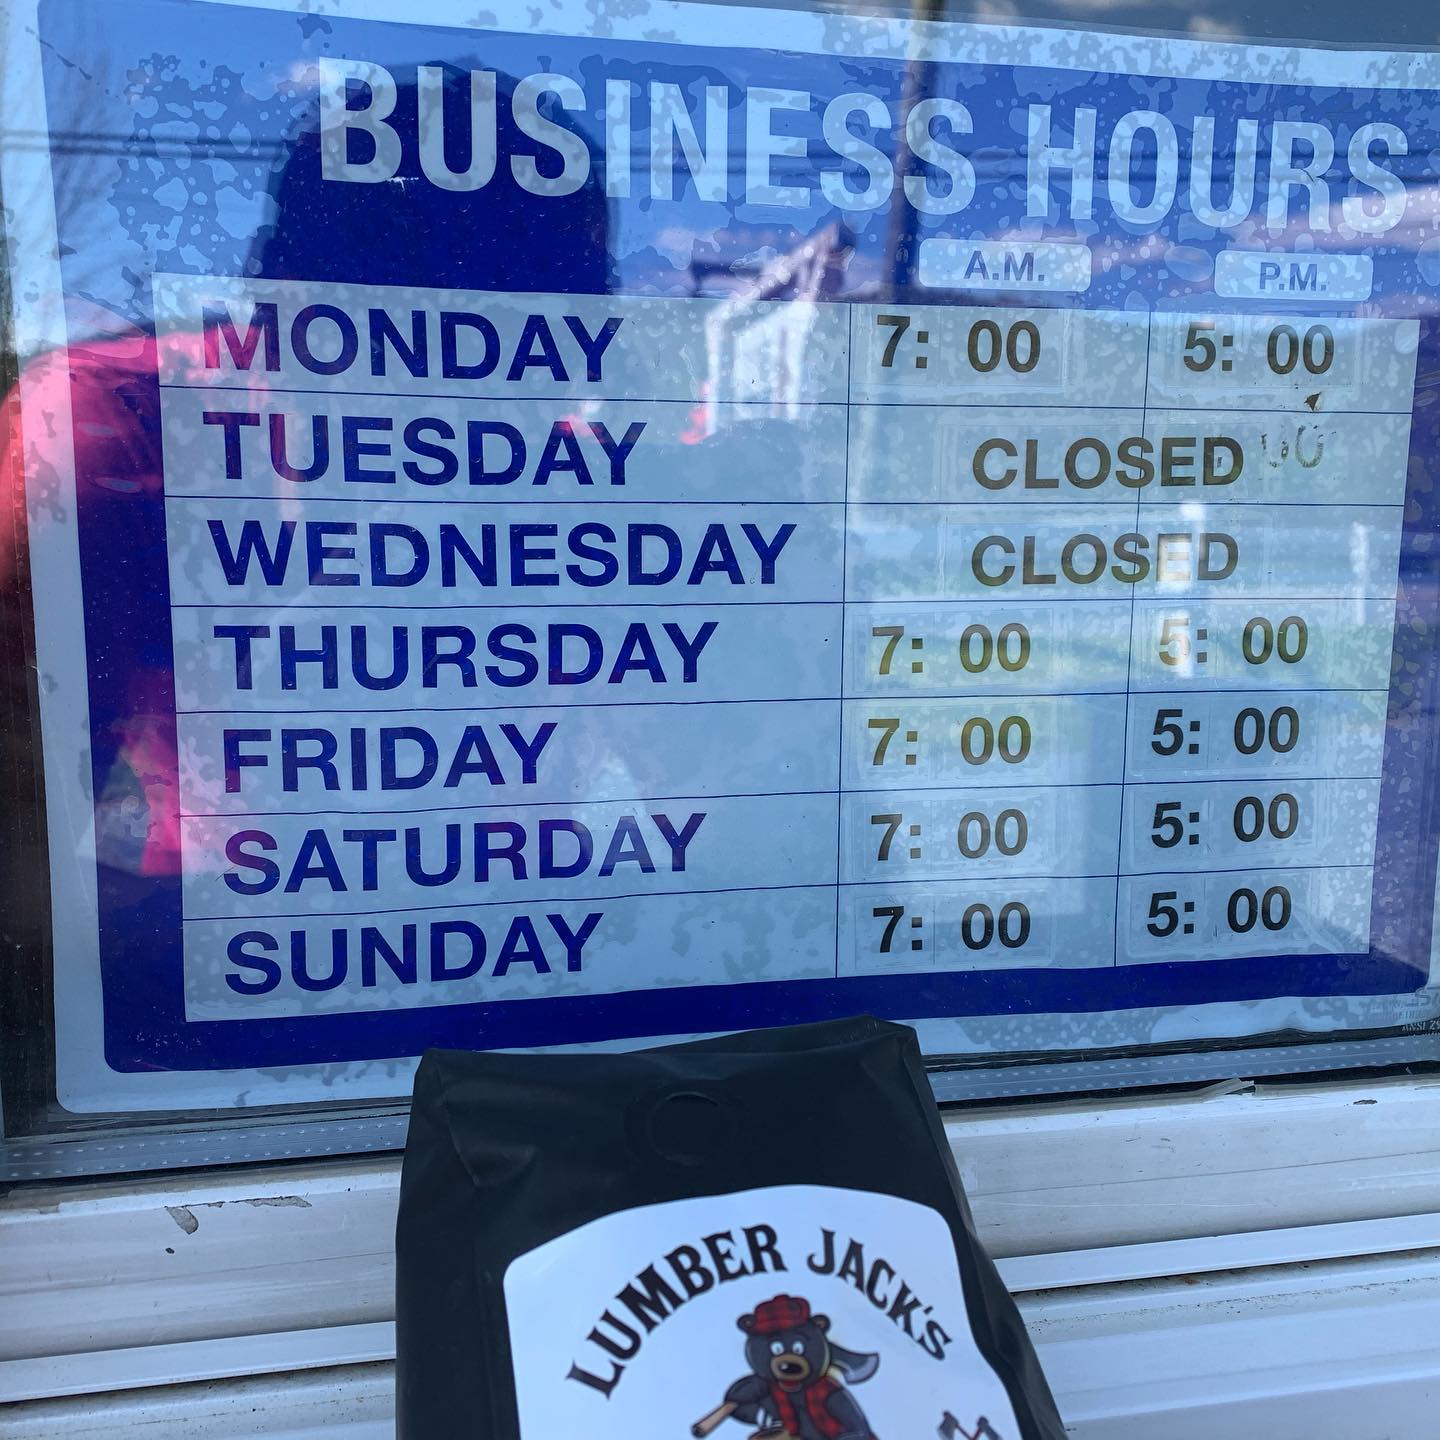 BUSINESS HOURS
A.M. P.M.
MONDAY 7: 00 5: 00
TUESDAY CLOSED 00
WEDNESDAY CLOSED
THURSDAY 7: 00 5: 00
FRIDAY 7: 00 5: 00
SATURDAY 7: 00 5: 00
SUNDAY 7: 00 5: 00
LUMBER JACK'S